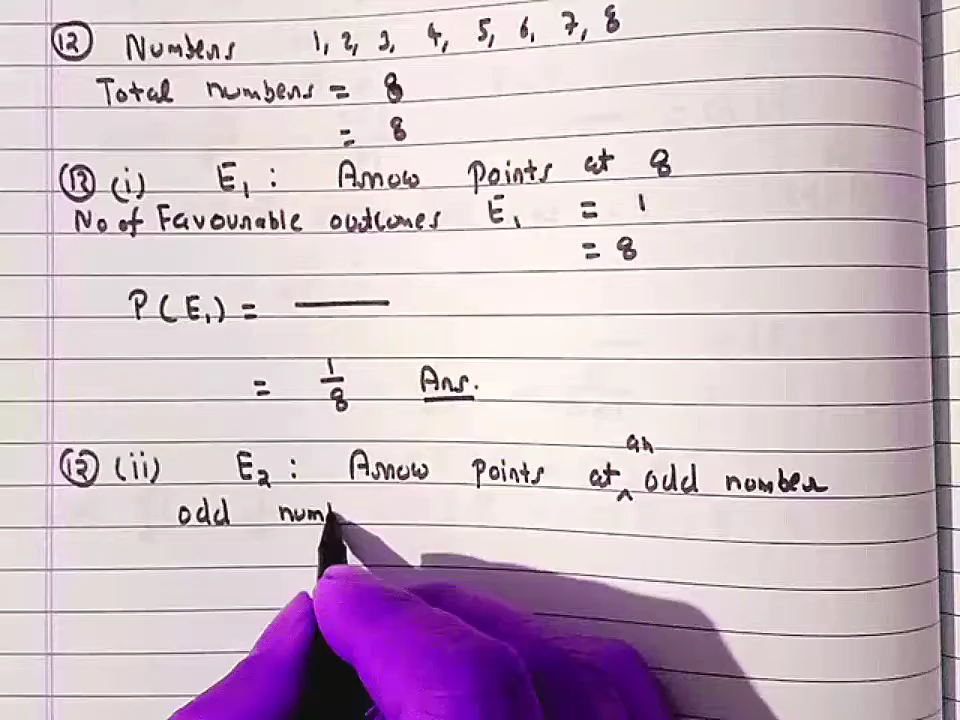 12 Numbers 1, 2, 3, 4, 5, 6, 7, 8
Total numbers = 8
= 8
12 (i) E₁ : Arrow Points at 8
No of Favourable outcomes E₁ = 1
= 8
P(E₁) =
= 1/8 Ans.
12 (ii) E₂ : Arrow points at an odd number
odd num